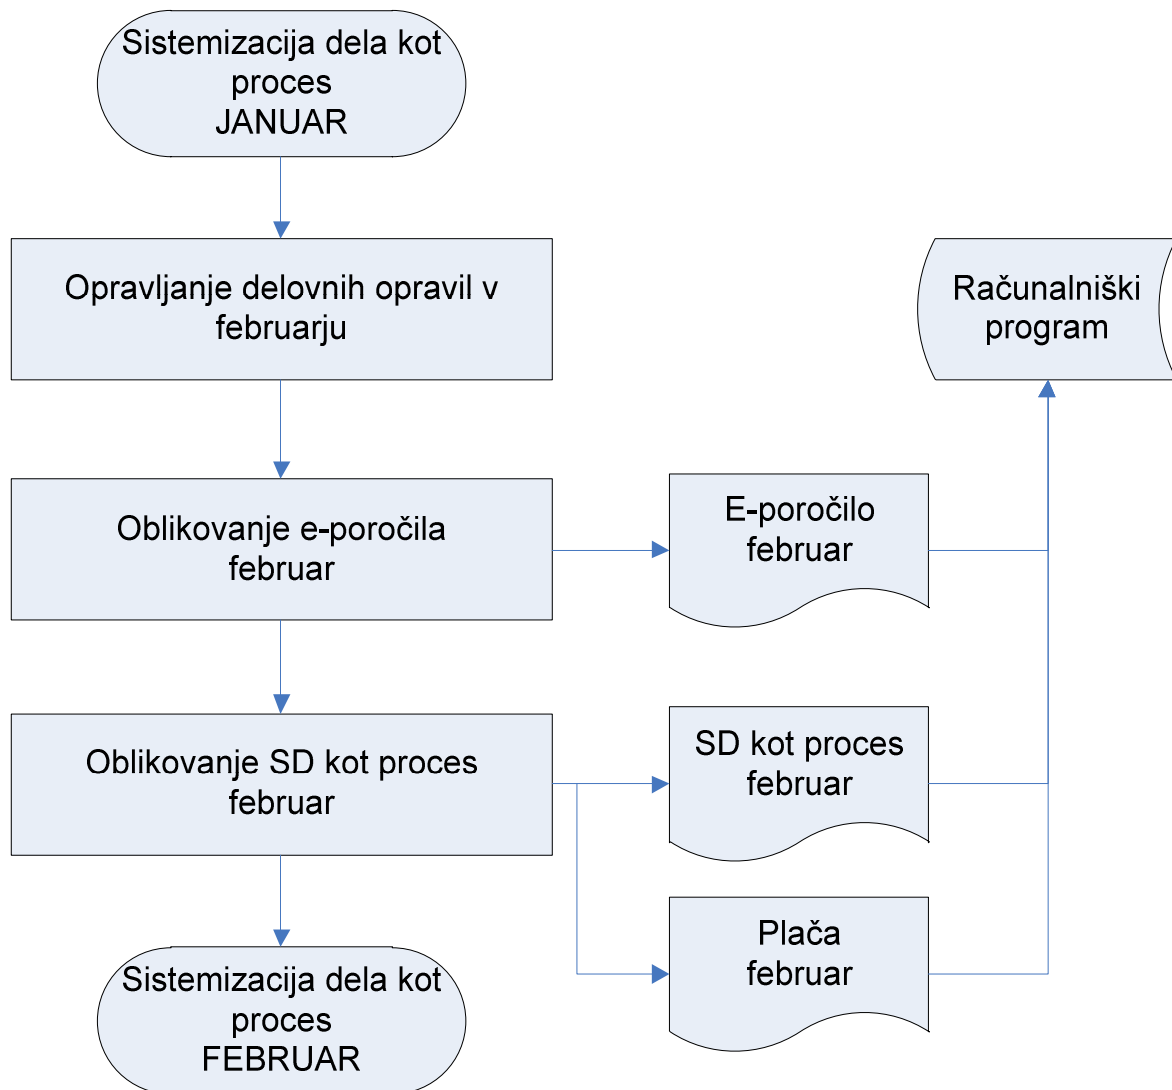 Sistemizacija dela kot
proces
JANUAR
Opravljanje delovnih opravil v
februarju
Računalniški
program
Oblikovanje e-poročila
februar
E-poročilo
februar
Oblikovanje SD kot proces
februar
SD kot proces
februar
Plača
februar
Sistemizacija dela kot
proces
FEBRUAR